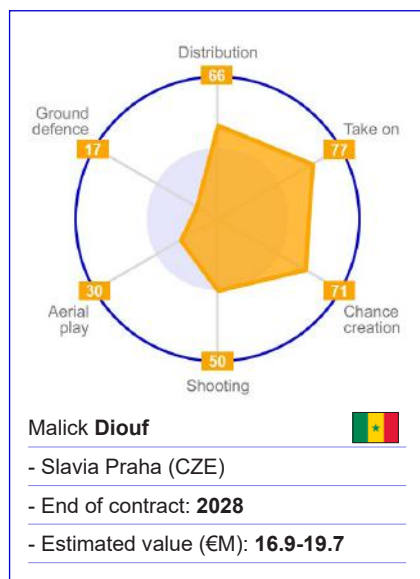 Distribution
66
Ground
defence
17
Take on
77
30
Aerial
play
71
Chance
creation
50
Shooting
Malick Diouf
- Slavia Praha (CZE)
- End of contract: 2028
- Estimated value (€M): 16.9-19.7